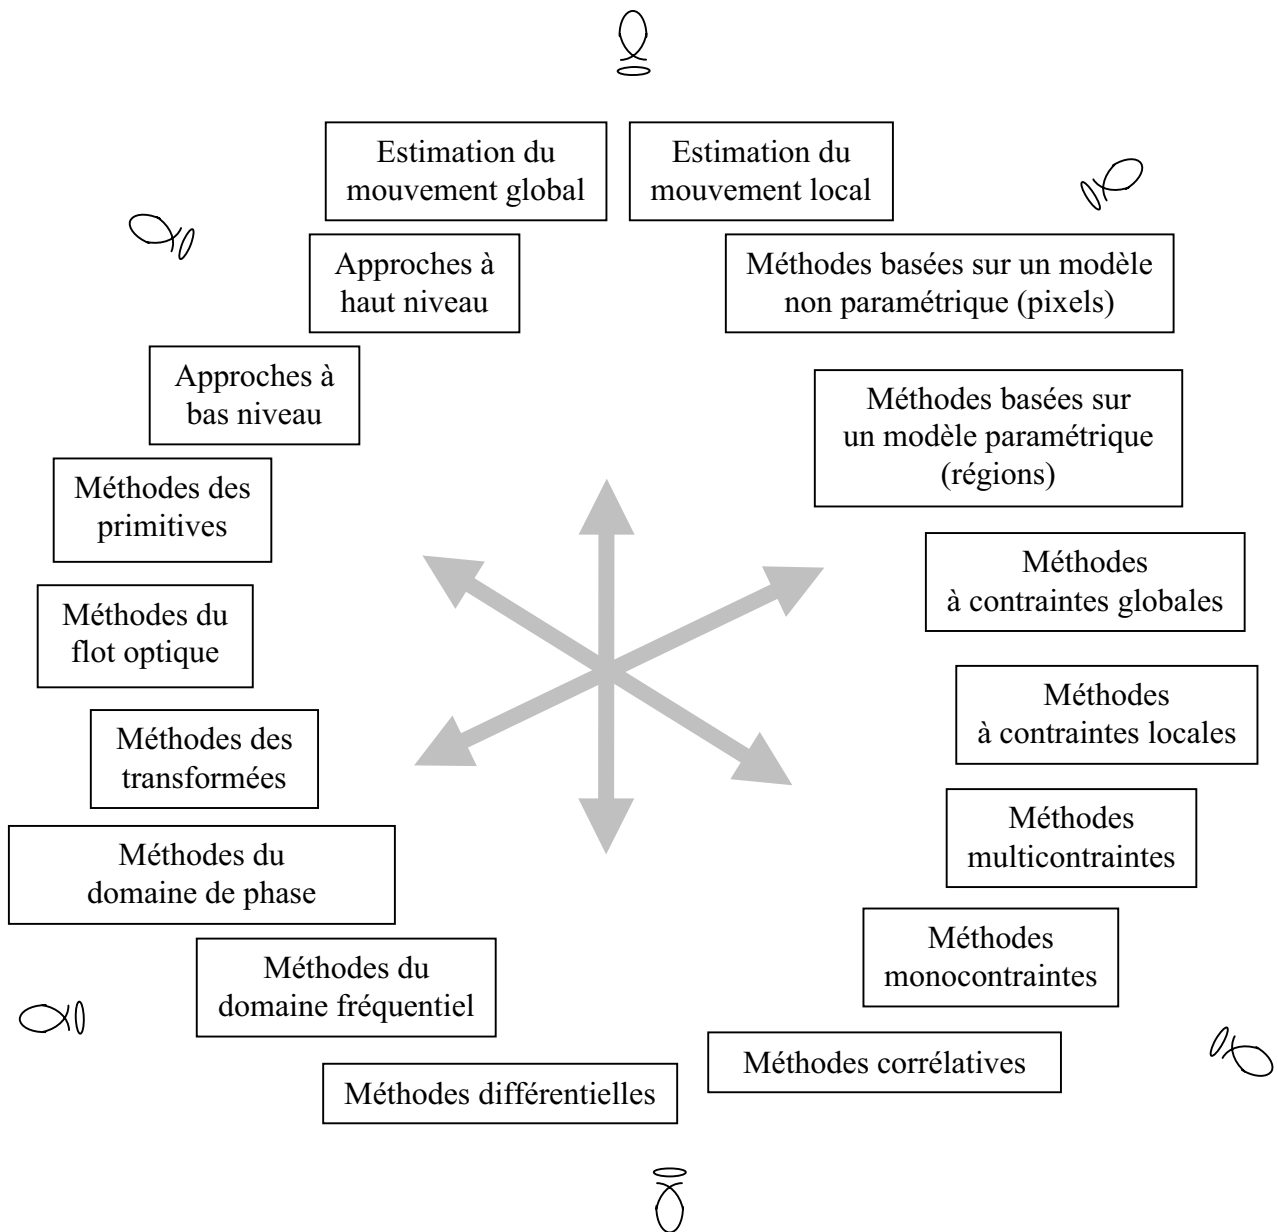 Estimation du
mouvement global
Estimation du
mouvement local
Approches à
haut niveau
Méthodes basées sur un modèle
non paramétrique (pixels)
Approches à
bas niveau
Méthodes basées sur
un modèle paramétrique
(régions)
Méthodes des
primitives
Méthodes
à contraintes globales
Méthodes du
flot optique
Méthodes
à contraintes locales
Méthodes des
transformées
Méthodes
multicontraintes
Méthodes du
domaine de phase
Méthodes
monocontraintes
Méthodes du
domaine fréquentiel
Méthodes corrélatives
Méthodes différentielles